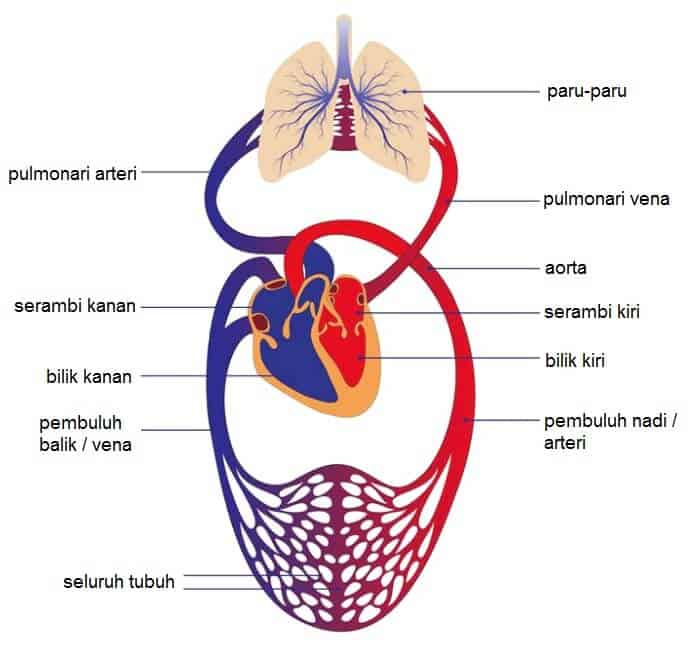 paru-paru
pulmonari arteri
pulmonari vena
aorta
serambi kanan
serambi kiri
bilik kiri
bilik kanan
pembuluh
balik / vena
pembuluh nadi /
arteri
seluruh tubuh